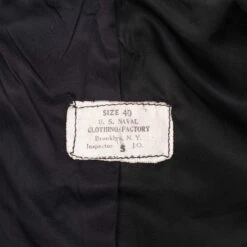 SIZE 40
U. S. NAVAL
CLOTHING FACTORY
Brooklyn, N. Y.
Inspector S J.O.